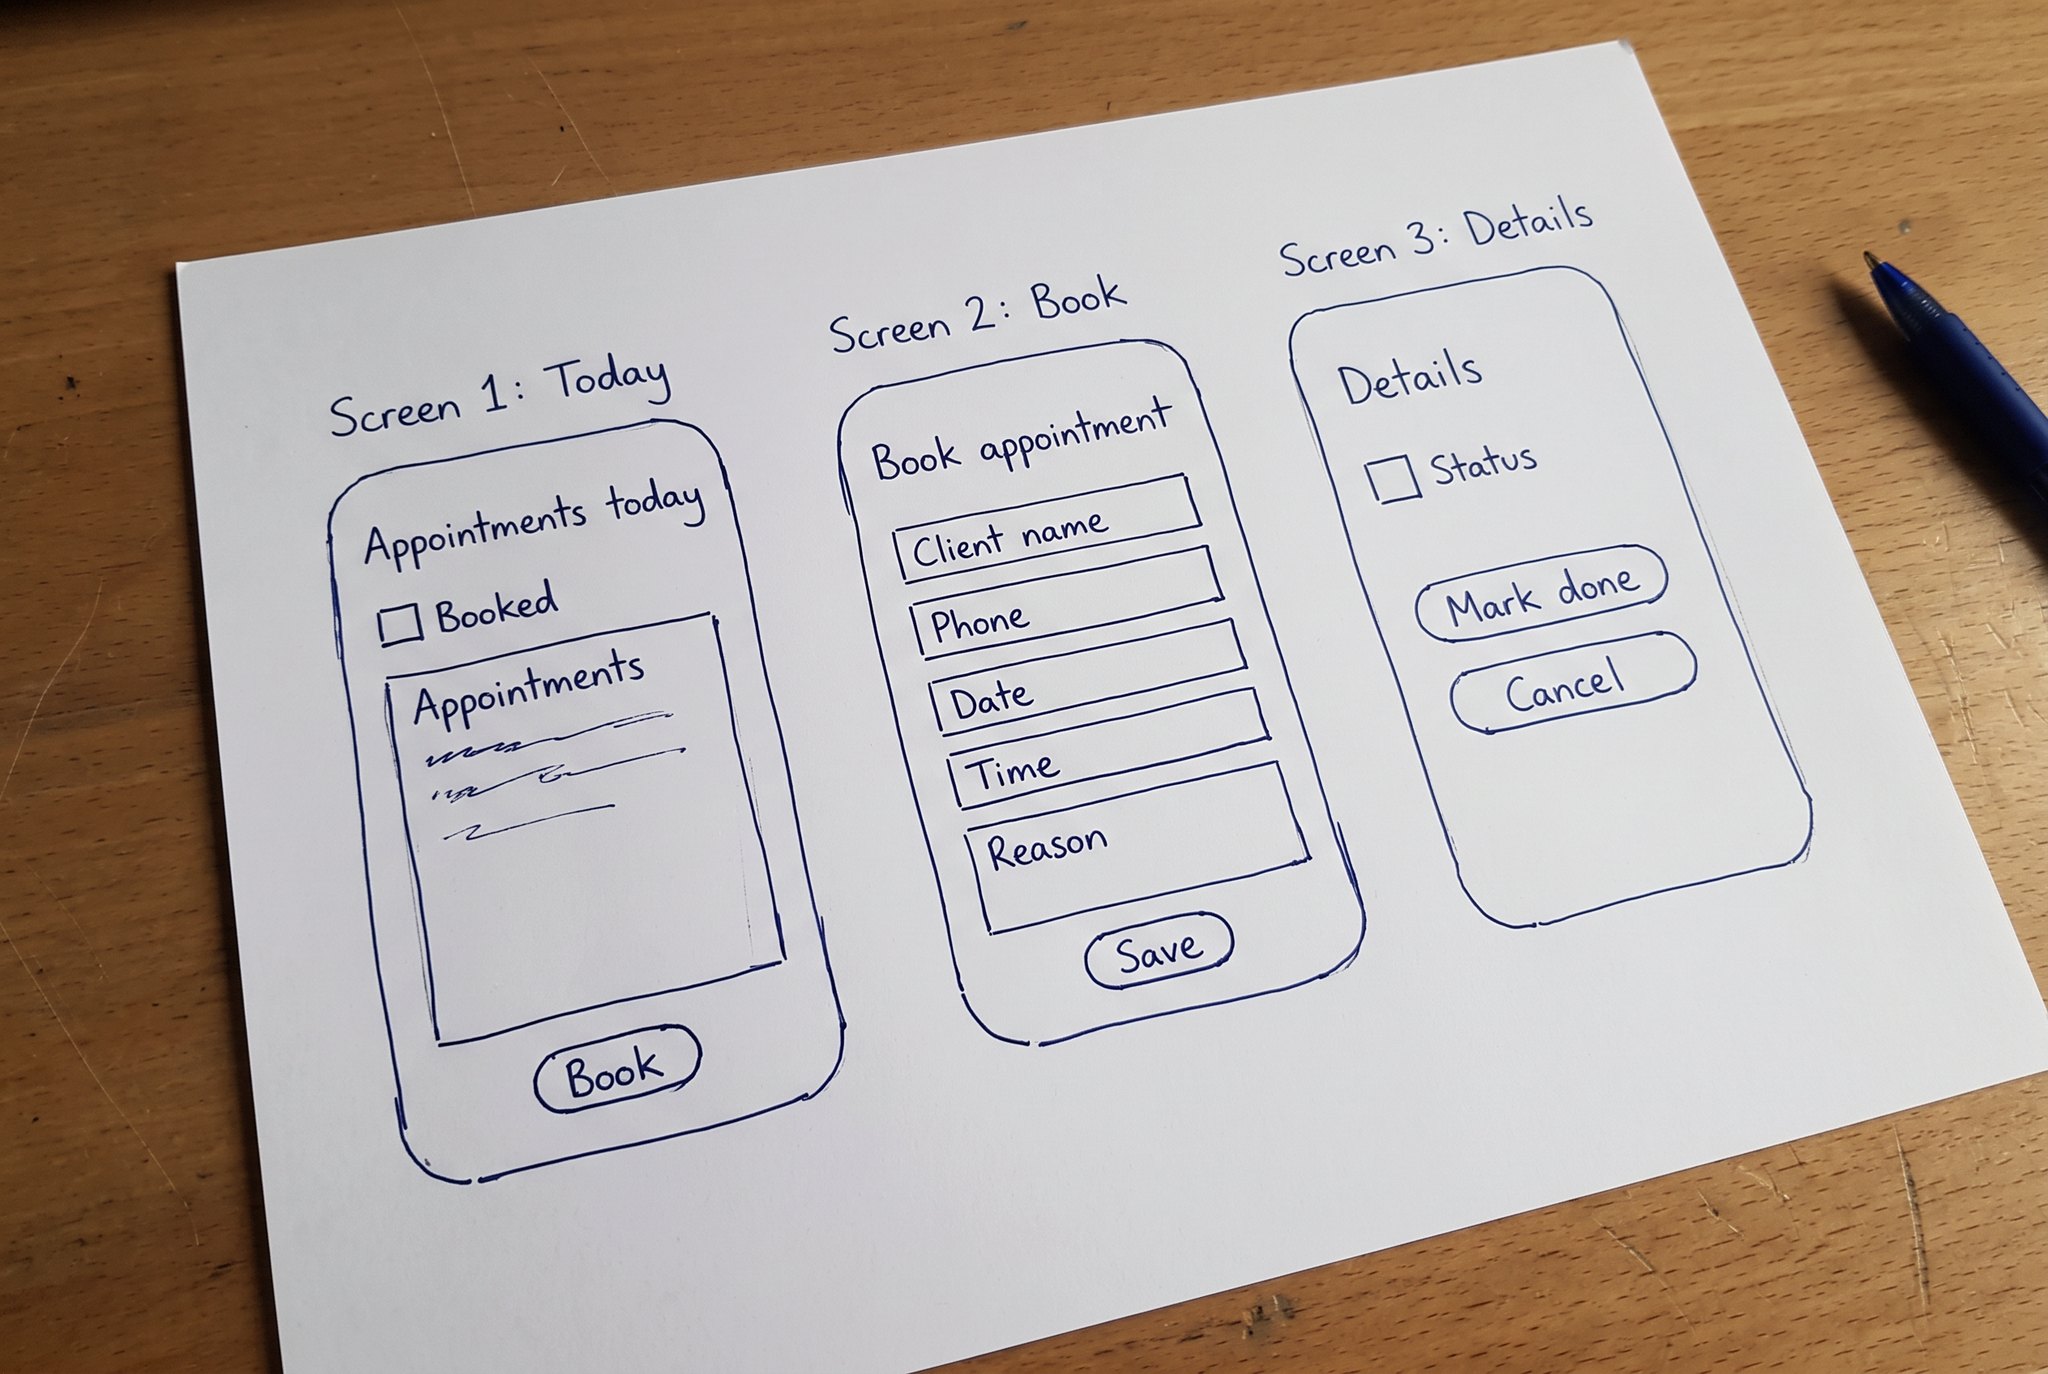 Screen 1: Today
Appointments today
Booked
Appointments
Book
Screen 2: Book
Book appointment
Client name
Phone
Date
Time
Reason
Save
Screen 3: Details
Details
Status
Mark done
Cancel